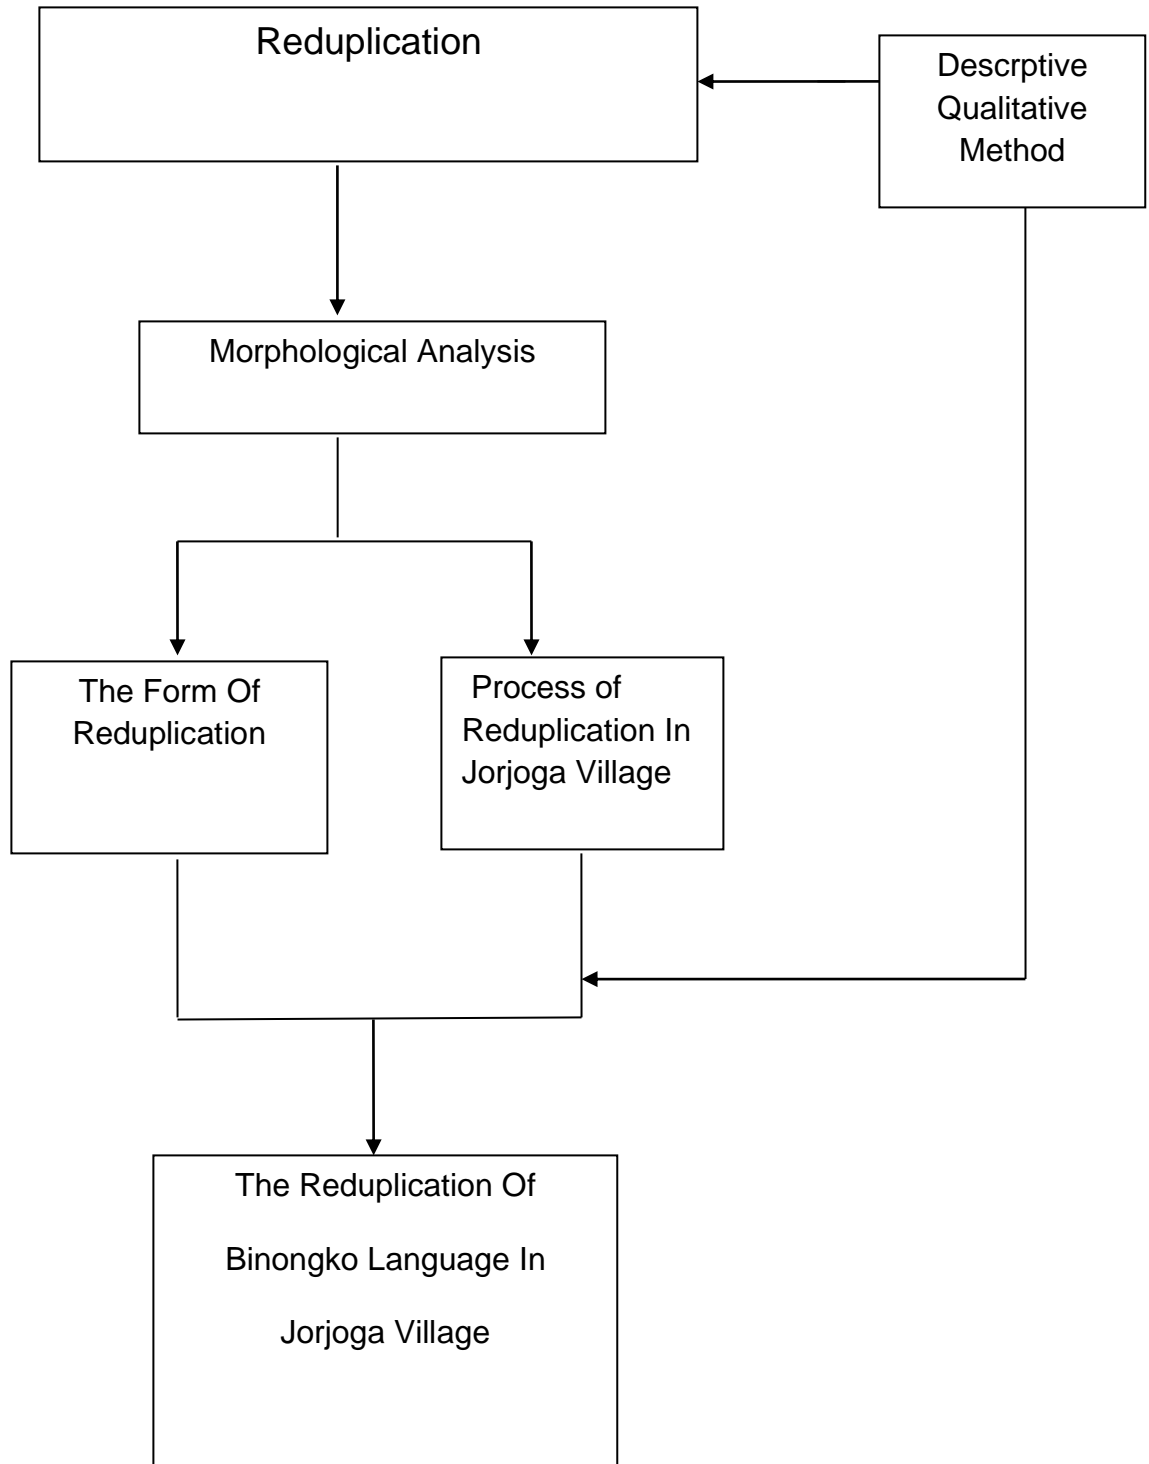 Reduplication
Descrptive
Qualitative
Method
Morphological Analysis
The Form Of
Reduplication
Process of
Reduplication In
Jorjoga Village
The Reduplication Of
Binongko Language In
Jorjoga Village